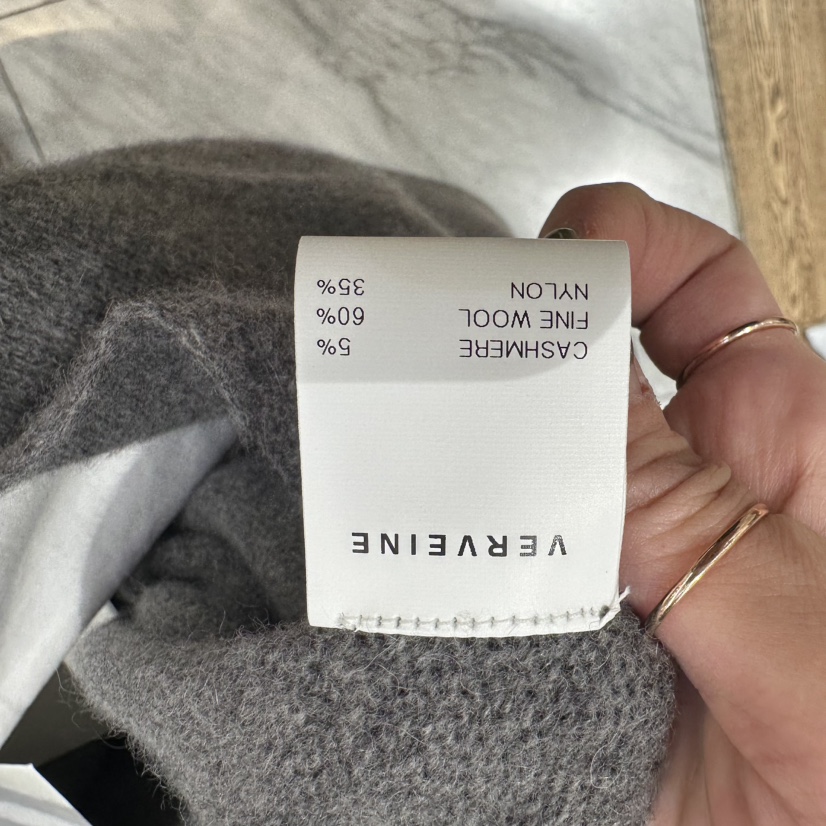 VERVEINE
CASHMERE 5%
FINE WOOL 60%
NYLON 35%